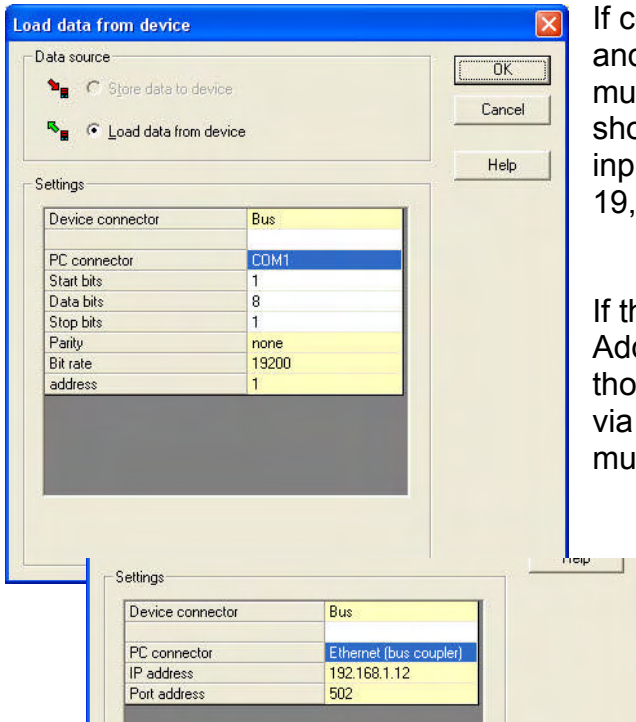 Load data from device
Data source
Store data to device
Load data from device
OK
Cancel
Help
Settings
Device connector Bus
PC connector COM1
Start bits 1
Data bits 8
Stop bits 1
Parity none
Bit rate 19200
address 1
If c
and
mu
sho
inp
19,
If th
Add
tho
via
mu
Help
Settings
Device connector Bus
PC connector Ethernet (bus coupler)
IP address 192.168.1.12
Port address 502